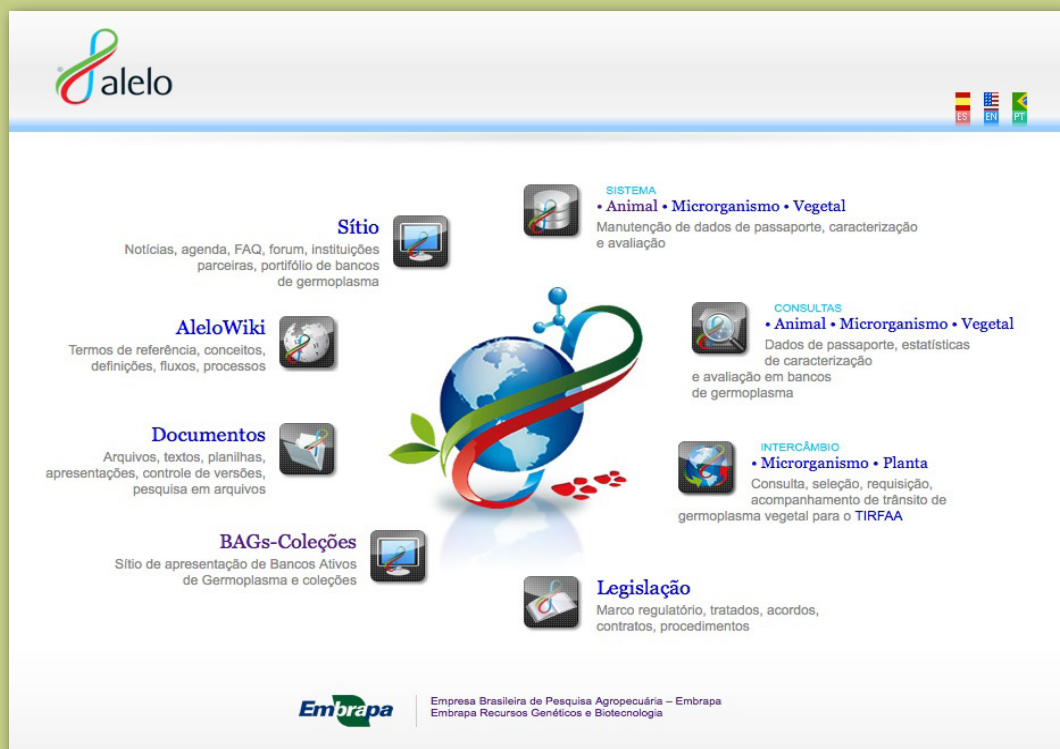 alelo
ES EN PT
Sítio
Notícias, agenda, FAQ, forum, instituições
parceiras, portifólio de bancos
de germoplasma
AleloWiki
Termos de referência, conceitos,
definições, fluxos, processos
Documentos
Arquivos, textos, planilhas,
apresentações, controle de versões,
pesquisa em arquivos
BAGs-Coleções
Sítio de apresentação de Bancos Ativos
de Germoplasma e coleções
SISTEMA
• Animal • Microrganismo • Vegetal
Manutenção de dados de passaporte, caracterização
e avaliação
CONSULTAS
• Animal • Microrganismo • Vegetal
Dados de passaporte, estatísticas
de caracterização
e avaliação em bancos
de germoplasma
INTERCÂMBIO
• Microrganismo • Planta
Consulta, seleção, requisição,
acompanhamento de trânsito de
germoplasma vegetal para o TIRFAA
Legislação
Marco regulatório, tratados, acordos,
contratos, procedimentos
Embrapa
Empresa Brasileira de Pesquisa Agropecuária – Embrapa
Embrapa Recursos Genéticos e Biotecnologia